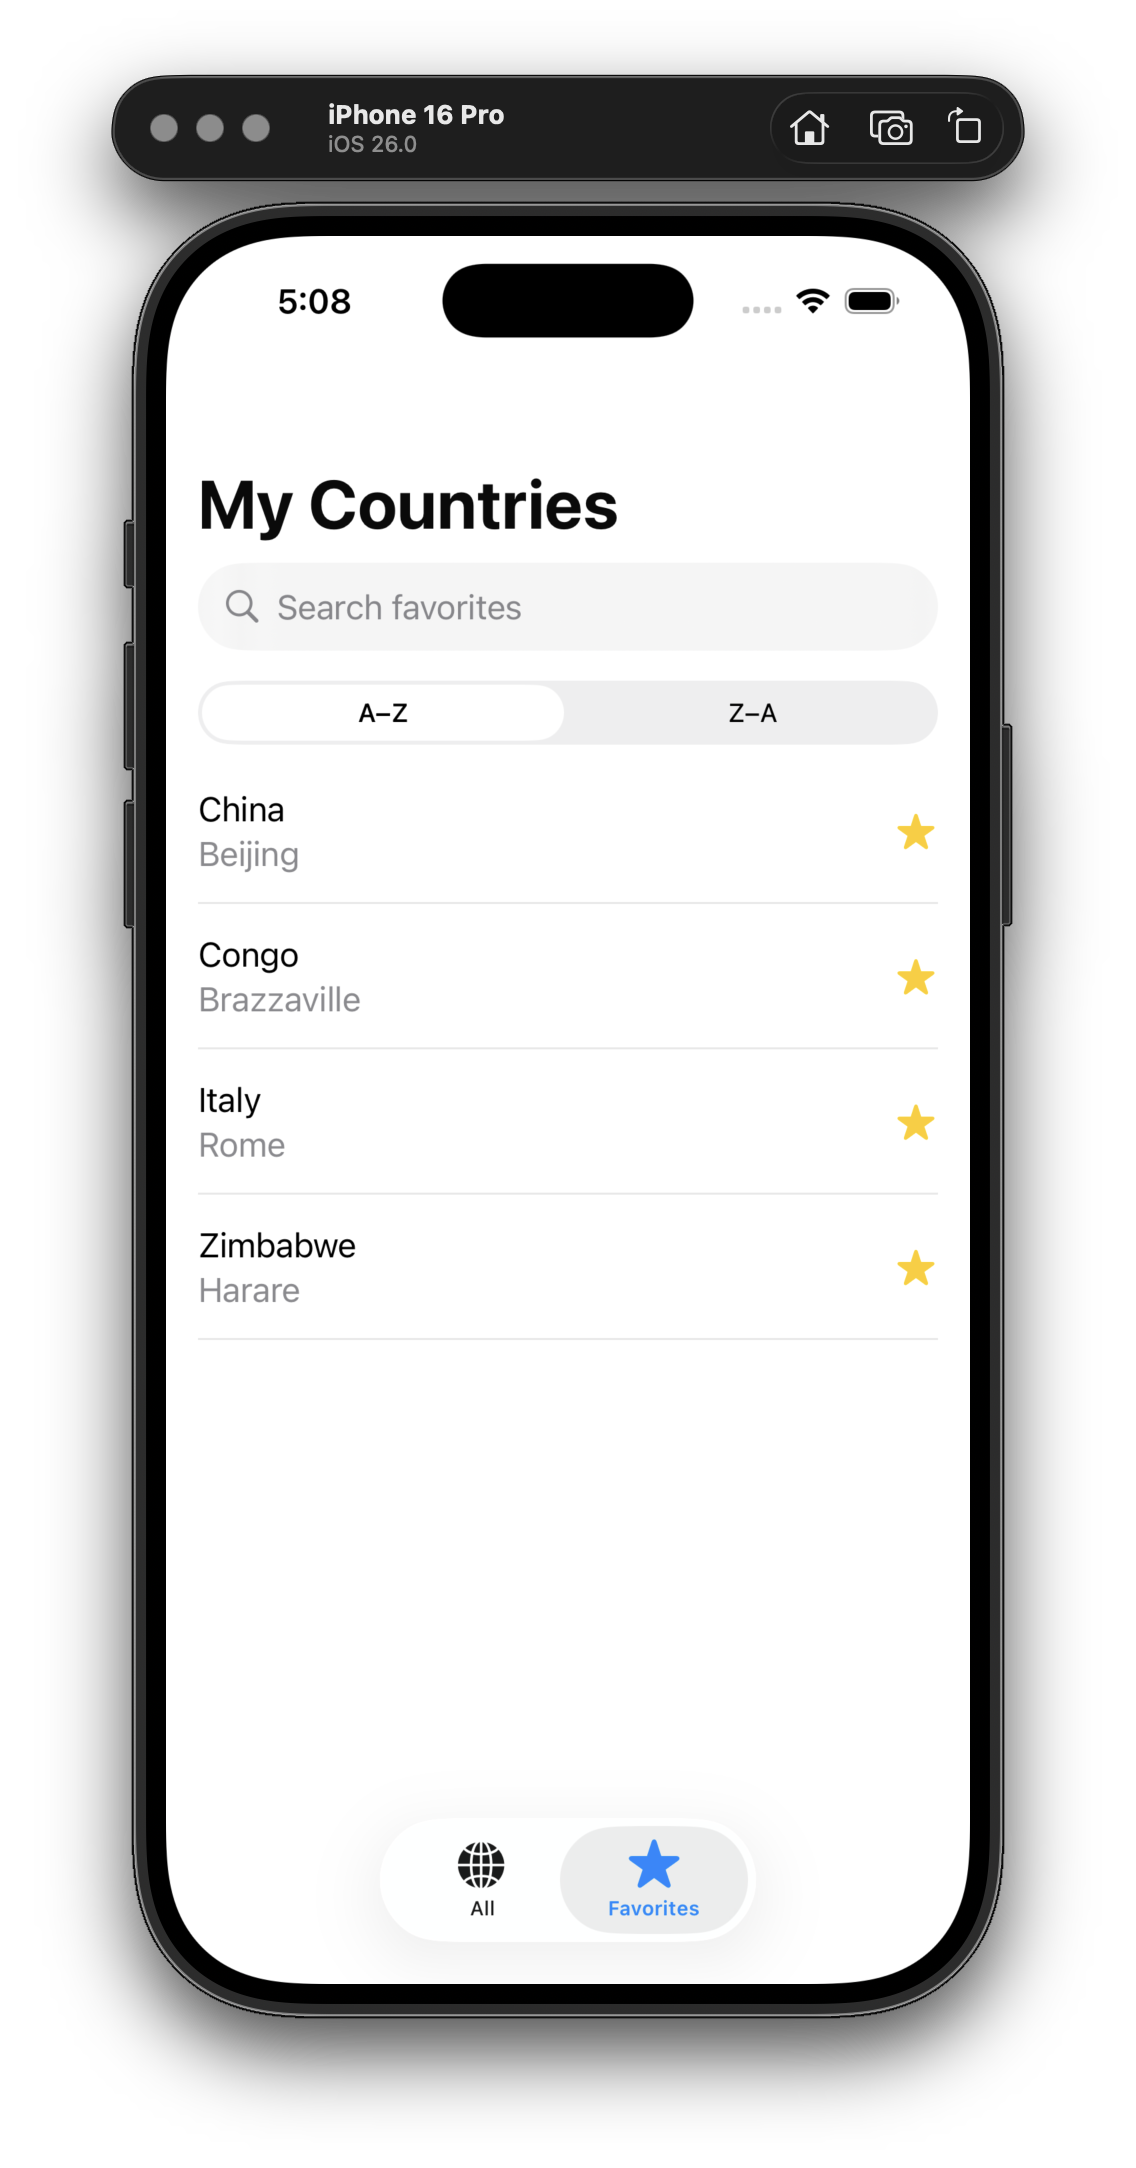 iPhone 16 Pro
iOS 26.0
5:08
My Countries
Search favorites
A–Z Z–A
China
Beijing
Congo
Brazzaville
Italy
Rome
Zimbabwe
Harare
All Favorites